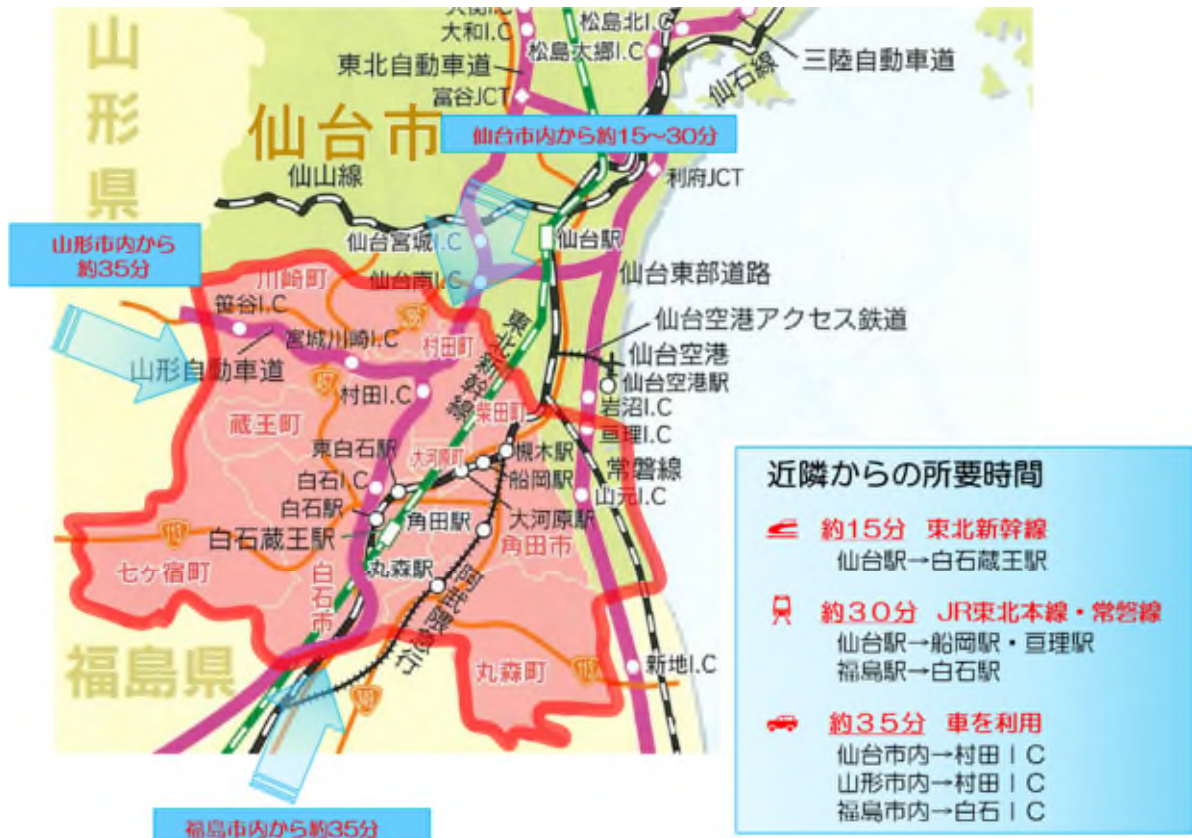 山形県
大和I.C
東北自動車道
富谷JCT
松島北I.C
松島大郷I.C
三陸自動車道
仙石線
仙台市
仙台市内から約15～30分
仙山線
利府JCT
山形市内から
約35分
仙台宮城I.C
仙台駅
川崎町
仙台南I.C
仙台東部道路
笹谷I.C
286
仙台空港アクセス鉄道
宮城川崎I.C
村田町
東北新幹線
仙台空港
山形自動車道
457
村田I.C
仙台空港駅
岩沼I.C
蔵王町
柴田町
亘理I.C
東白石駅
大河原町
槻木駅
常磐線
白石I.C
船岡駅
山元I.C
白石駅
角田駅
大河原駅
白石蔵王駅
角田市
113
七ヶ宿町
白石市
丸森駅
阿武隈急行
福島県
丸森町
113
新地I.C
349
福島市内から約35分
近隣からの所要時間
約15分 東北新幹線
仙台駅→白石蔵王駅
約30分 JR東北本線・常磐線
仙台駅→船岡駅・亘理駅
福島駅→白石駅
約35分 車を利用
仙台市内→村田ＩＣ
山形市内→村田ＩＣ
福島市内→白石ＩＣ